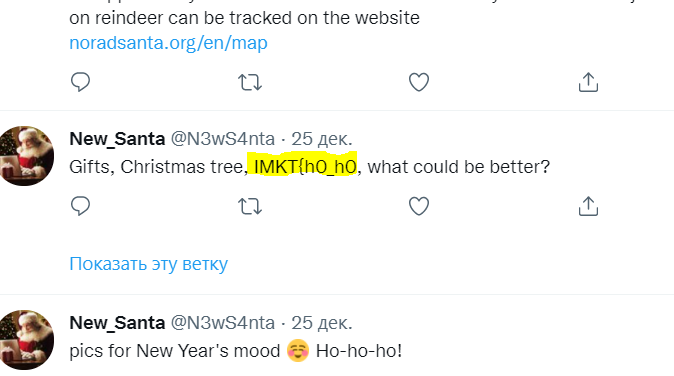 on reindeer can be tracked on the website
noradsanta.org/en/map
New_Santa @N3wS4nta · 25 дек.
Gifts, Christmas tree, IMKT{h0_h0, what could be better?
Показать эту ветку
New_Santa @N3wS4nta · 25 дек.
pics for New Year's mood ☺️ Ho-ho-ho!